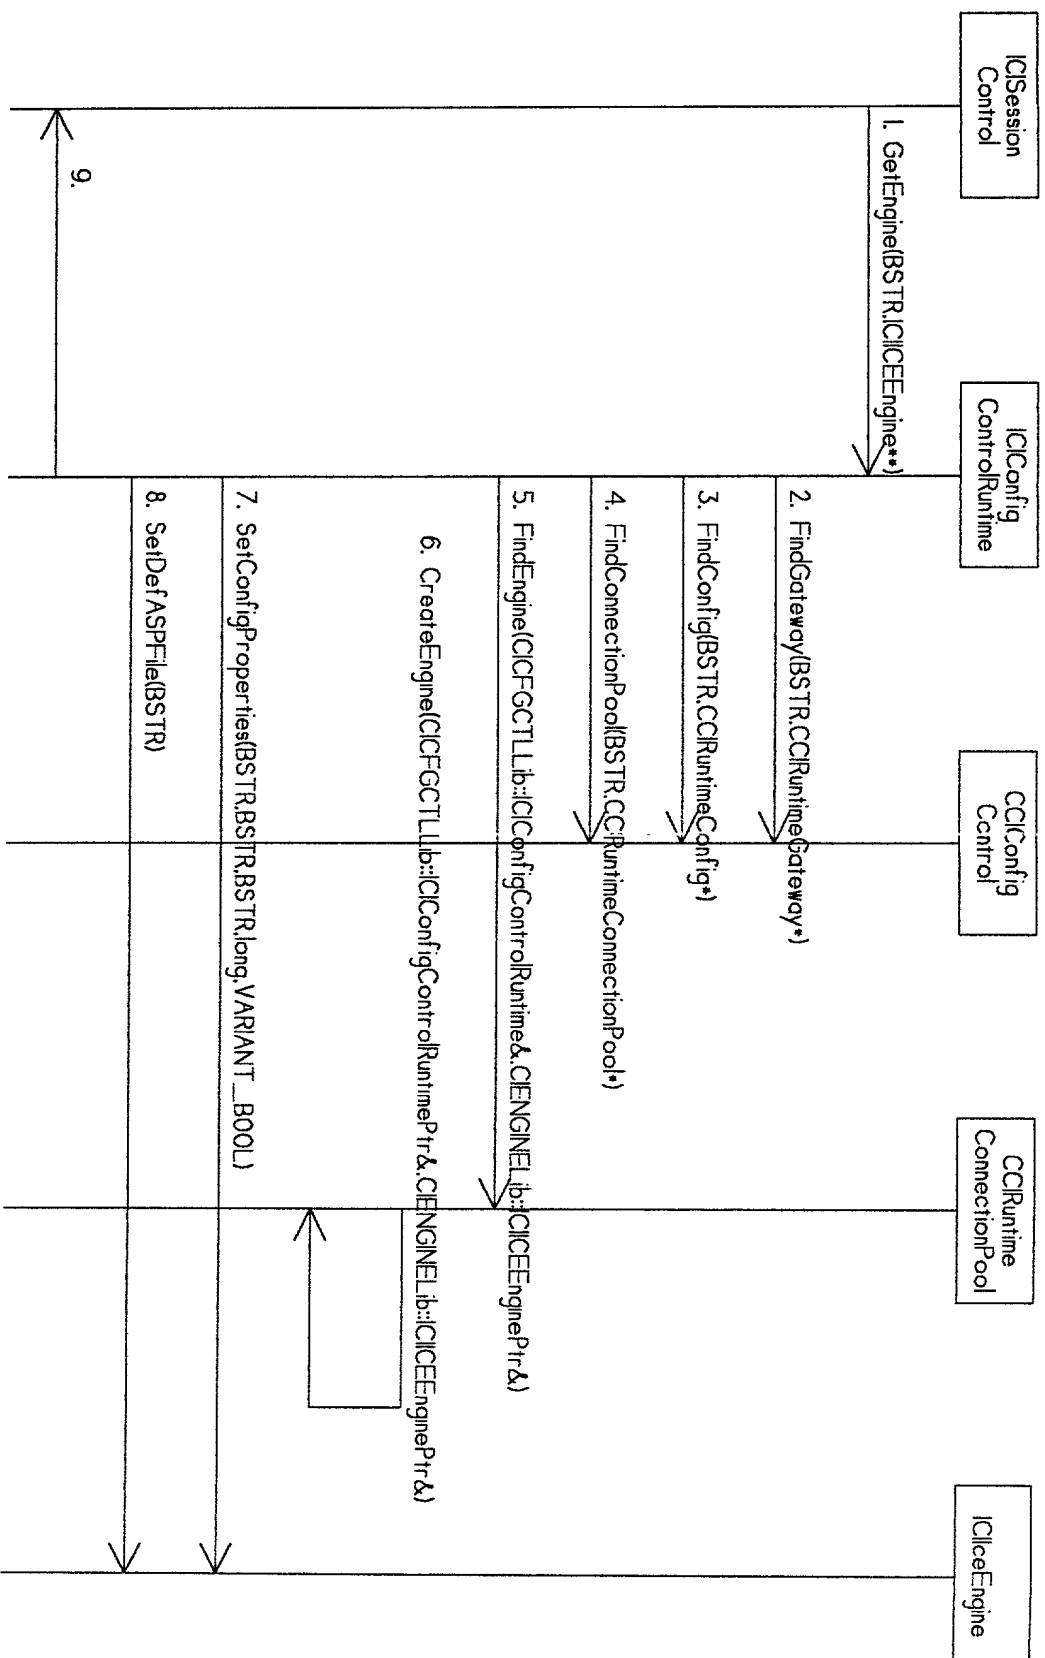 ICISession
Control
ICIConfig
ControlRuntime
CCIConfig
Control
CCIRuntime
ConnectionPool
ICIIceEngine
1. GetEngine(BSTR,ICIICEEngine**)
2. FindGateway(BSTR,CCIRuntimeGateway*)
3. FindConfig(BSTR,CCIRuntimeConfig*)
4. FindConnectionPool(BSTR,CCIRuntimeConnectionPool*)
5. FindEngine(CICFGCTLLib::ICIConfigControlRuntime&,CIENGINELib::ICIICEEnginePtr&)
6. CreateEngine(CICFGCTLLib::ICIConfigControlRuntimePtr&,CIENGINELib::ICIICEEnginePtr&)
7. SetConfigProperties(BSTR,BSTR,BSTR,BSTR,long,VARIANT_BOOL)
8. SetDefASPFile(BSTR)
9.